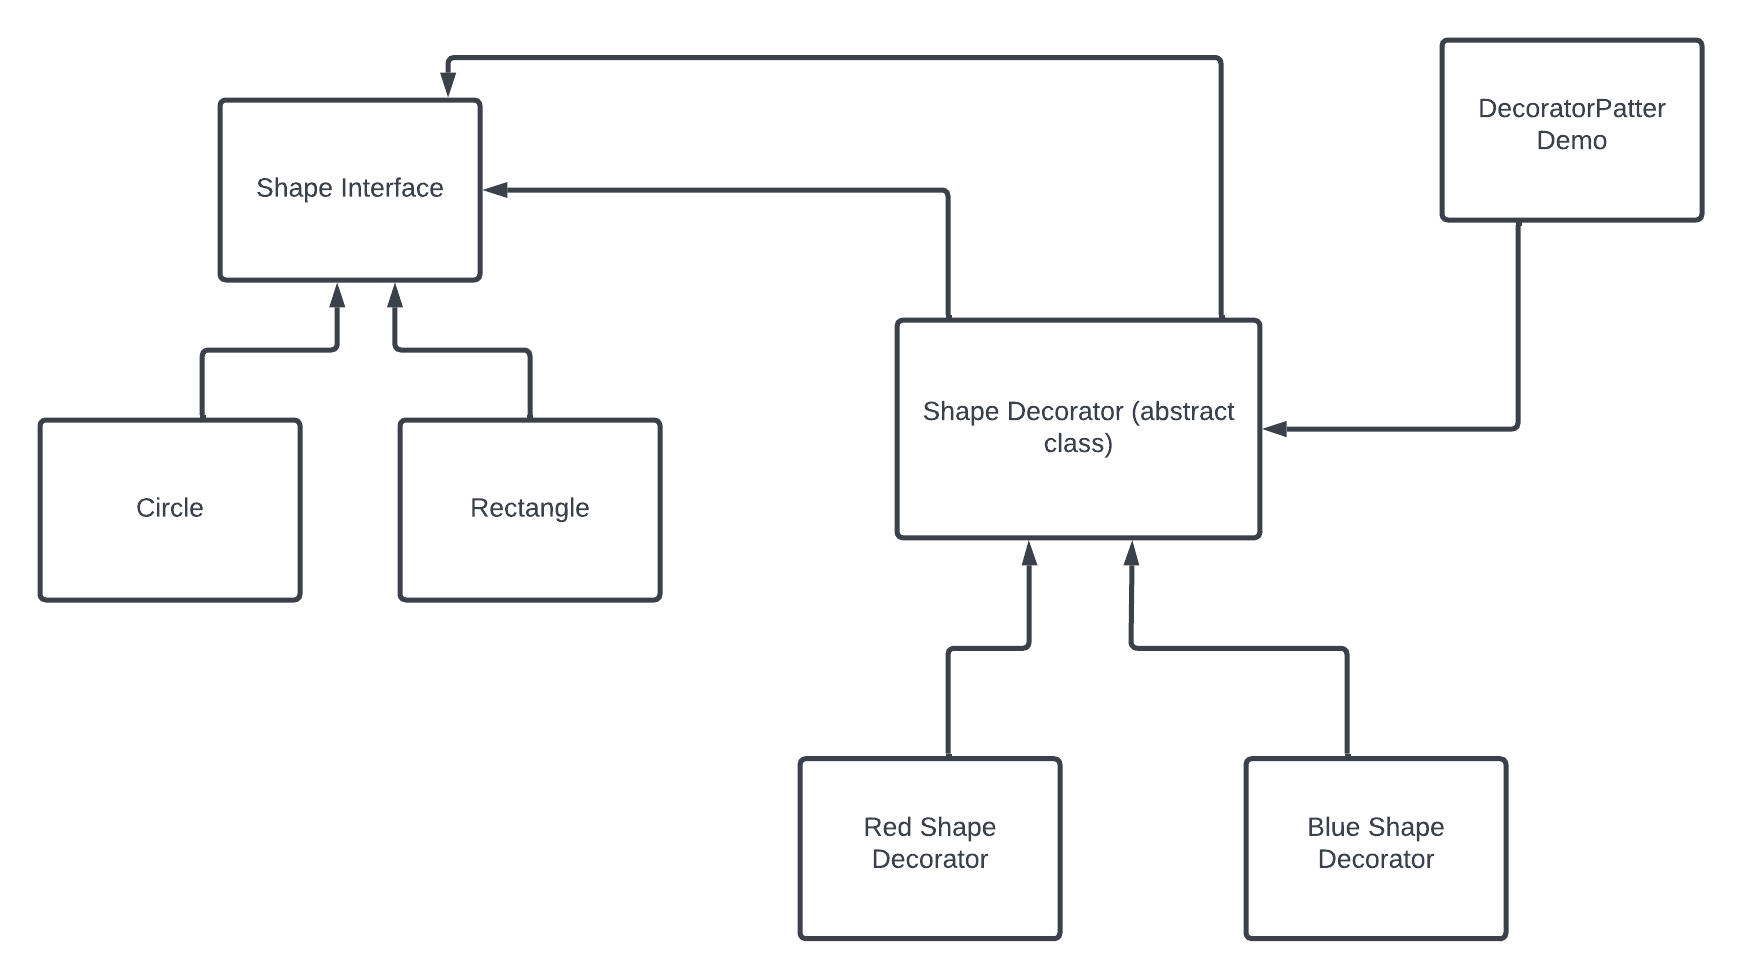 DecoratorPatter
Demo
Shape Interface
Shape Decorator (abstract
class)
Circle
Rectangle
Red Shape
Decorator
Blue Shape
Decorator